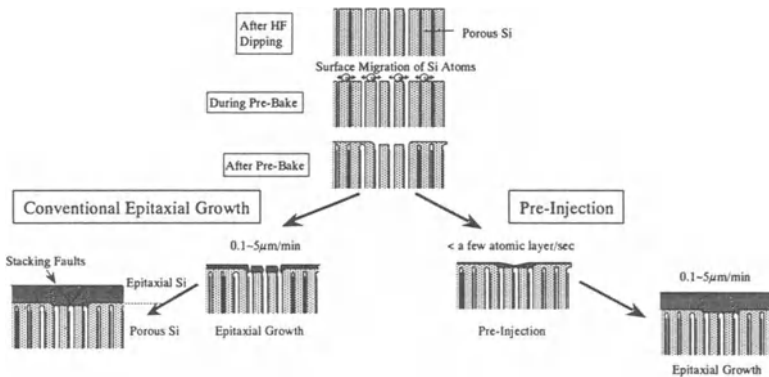 After HF
Dipping
Porous Si
Surface Migration of Si Atoms
During Pre-Bake
After Pre-Bake
Conventional Epitaxial Growth
Pre-Injection
0.1~5μm/min
< a few atomic layer/sec
Stacking Faults
Epitaxial Si
0.1~5μm/min
Porous Si
Epitaxial Growth
Pre-Injection
Epitaxial Growth